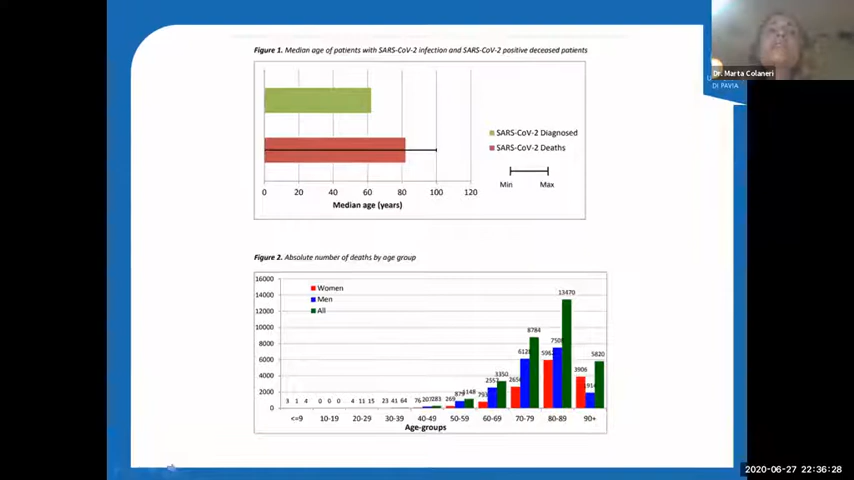 Figure 1. Median age of patients with SARS-CoV-2 infection and SARS-CoV-2 positive deceased patients
Dr. Marta Colaneri
U
DI PAVIA
SARS-CoV-2 Diagnosed
SARS-CoV-2 Deaths
Min Max
0 20 40 60 80 100 120
Median age (years)
Figure 2. Absolute number of deaths by age group
16000
14000
12000
10000
8000
6000
4000
2000
0
Women
Men
All
3 1 4 0 0 0 4 11 15 23 41 64 76 207 283 269 879 1148 793 2557 3350 8784 13470 3906 5820
<=9 10-19 20-29 30-39 40-49 50-59 60-69 70-79 80-89 90+
Age-groups
2020-06-27 22:36:28